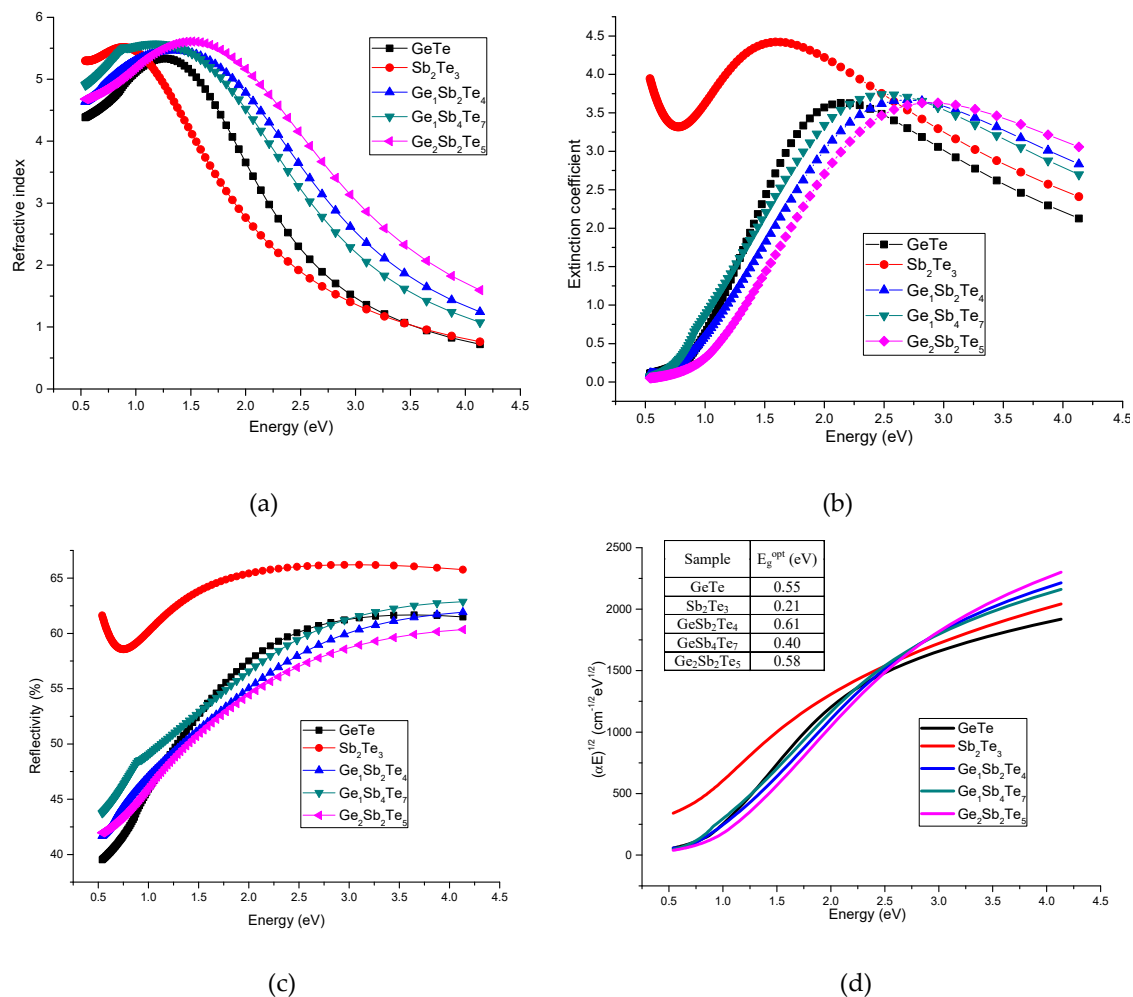 6
5
4
3
2
1
0
0.5 1.0 1.5 2.0 2.5 3.0 3.5 4.0 4.5
Refractive index
Energy (eV)
GeTe
Sb₂Te₃
Ge₁Sb₂Te₄
Ge₁Sb₄Te₇
Ge₂Sb₂Te₅
(a)
4.5
4.0
3.5
3.0
2.5
2.0
1.5
1.0
0.5
0.0
0.5 1.0 1.5 2.0 2.5 3.0 3.5 4.0 4.5
Extinction coefficient
Energy (eV)
GeTe
Sb₂Te₃
Ge₁Sb₂Te₄
Ge₁Sb₄Te₇
Ge₂Sb₂Te₅
(b)
65
60
55
50
45
40
0.5 1.0 1.5 2.0 2.5 3.0 3.5 4.0 4.5
Reflectivity (%)
Energy (eV)
GeTe
Sb₂Te₃
Ge₁Sb₂Te₄
Ge₁Sb₄Te₇
Ge₂Sb₂Te₅
(c)
2500
2000
1500
1000
500
0
0.5 1.0 1.5 2.0 2.5 3.0 3.5 4.0 4.5
(αE)^1/2 (cm^-1/2eV^1/2)
Energy (eV)
Sample E_g^opt (eV)
GeTe 0.55
Sb₂Te₃ 0.21
GeSb₂Te₄ 0.61
GeSb₄Te₇ 0.40
Ge₂Sb₂Te₅ 0.58
GeTe
Sb₂Te₃
Ge₁Sb₂Te₄
Ge₁Sb₄Te₇
Ge₂Sb₂Te₅
(d)